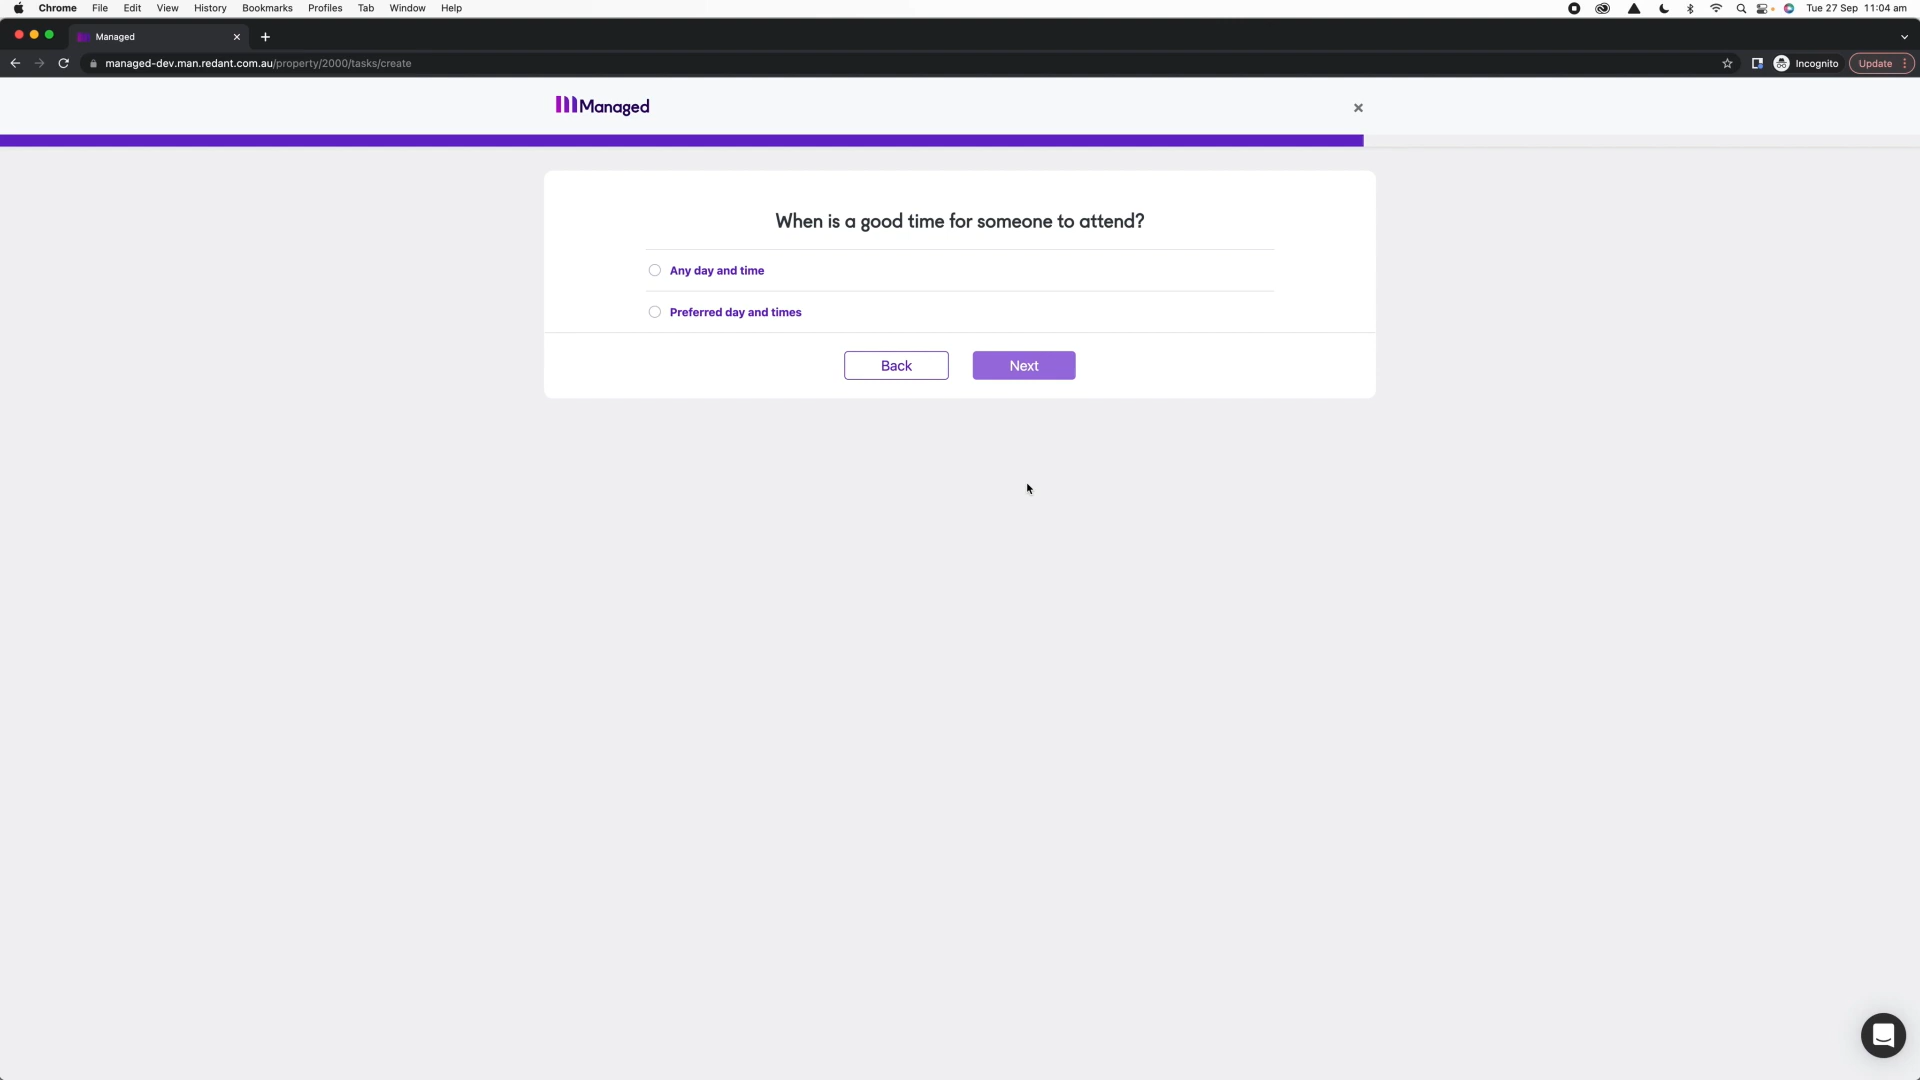 Chrome File Edit View History Bookmarks Profiles Tab Window Help Tue 27 Sep 11:04 am
Managed
managed-dev.man.redant.com.au/property/2000/tasks/create Incognito Update
Managed
When is a good time for someone to attend?
Any day and time
Preferred day and times
Back Next